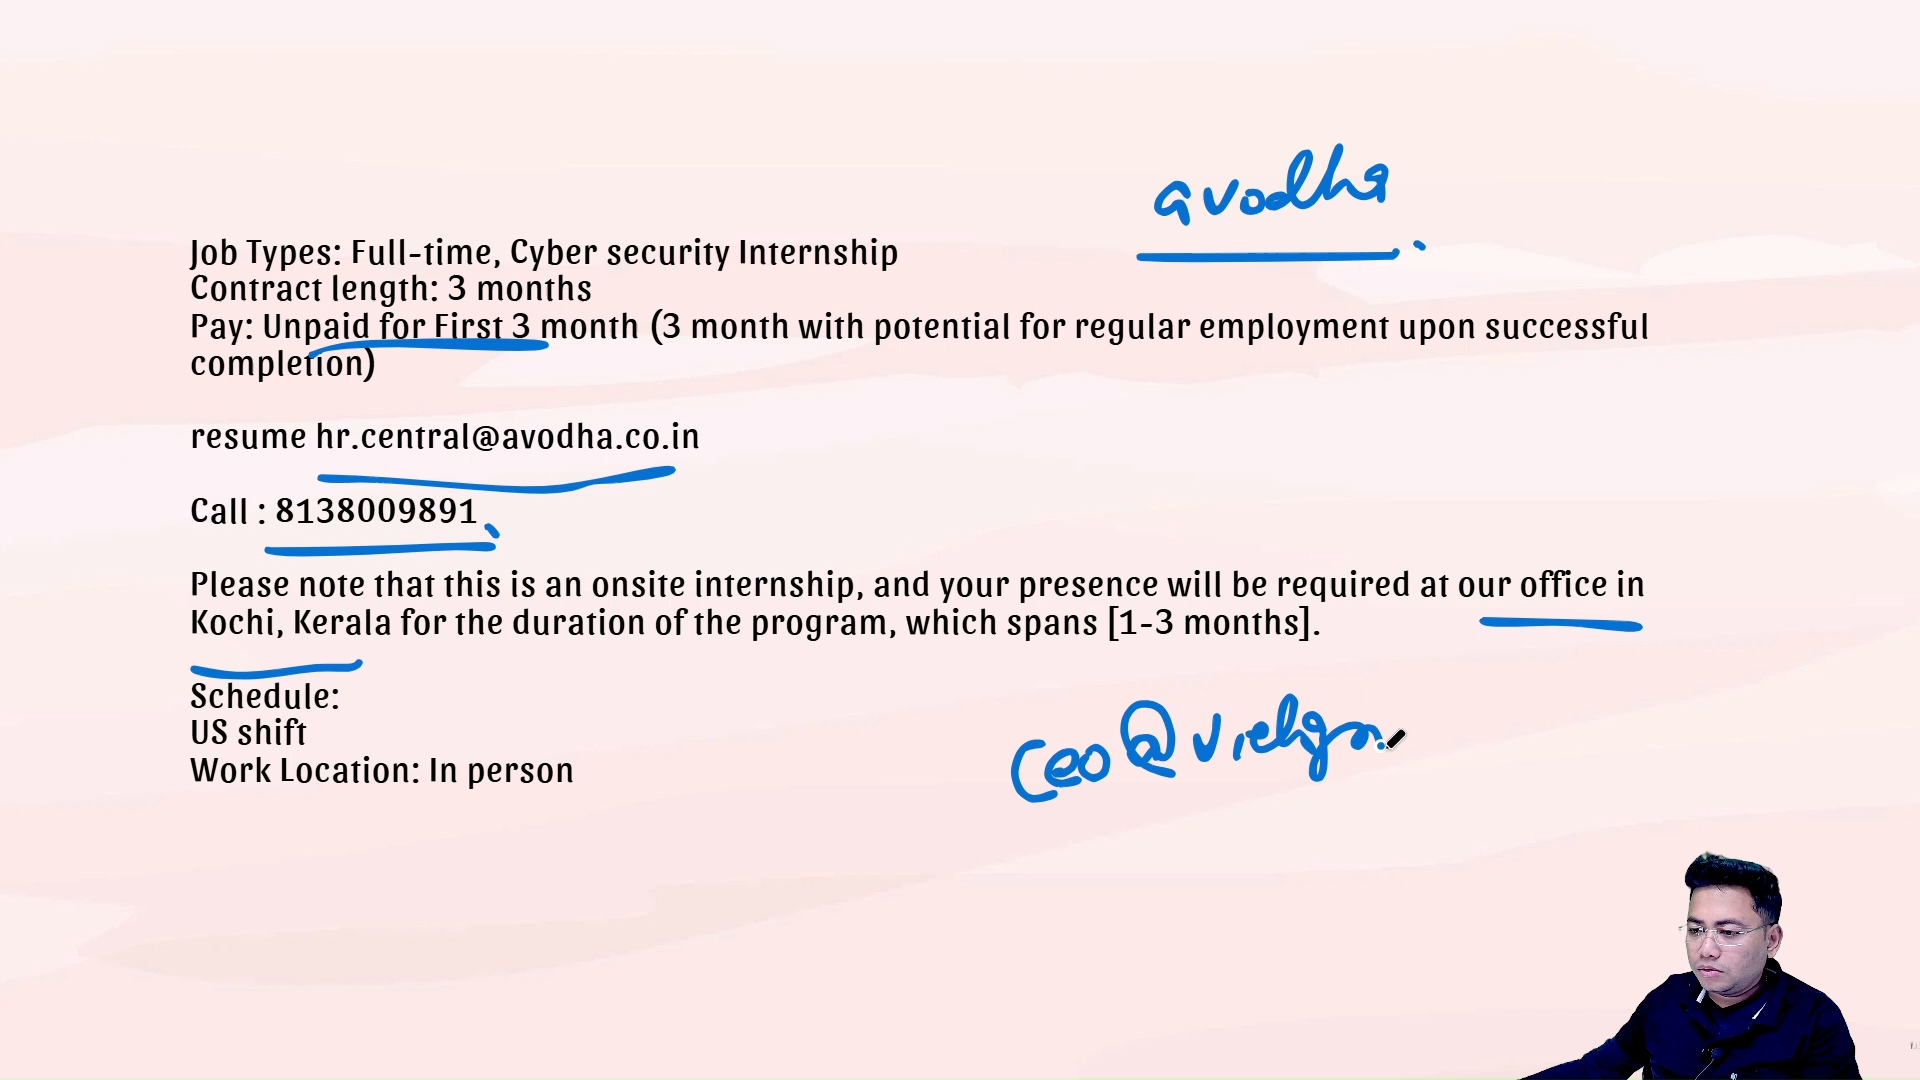 avodha
Job Types: Full-time, Cyber security Internship
Contract length: 3 months
Pay: Unpaid for First 3 month (3 month with potential for regular employment upon successful
completion)
resume hr.central@avodha.co.in
Call : 8138009891
Please note that this is an onsite internship, and your presence will be required at our office in
Kochi, Kerala for the duration of the program, which spans [1-3 months].
Schedule:
US shift
Work Location: In person